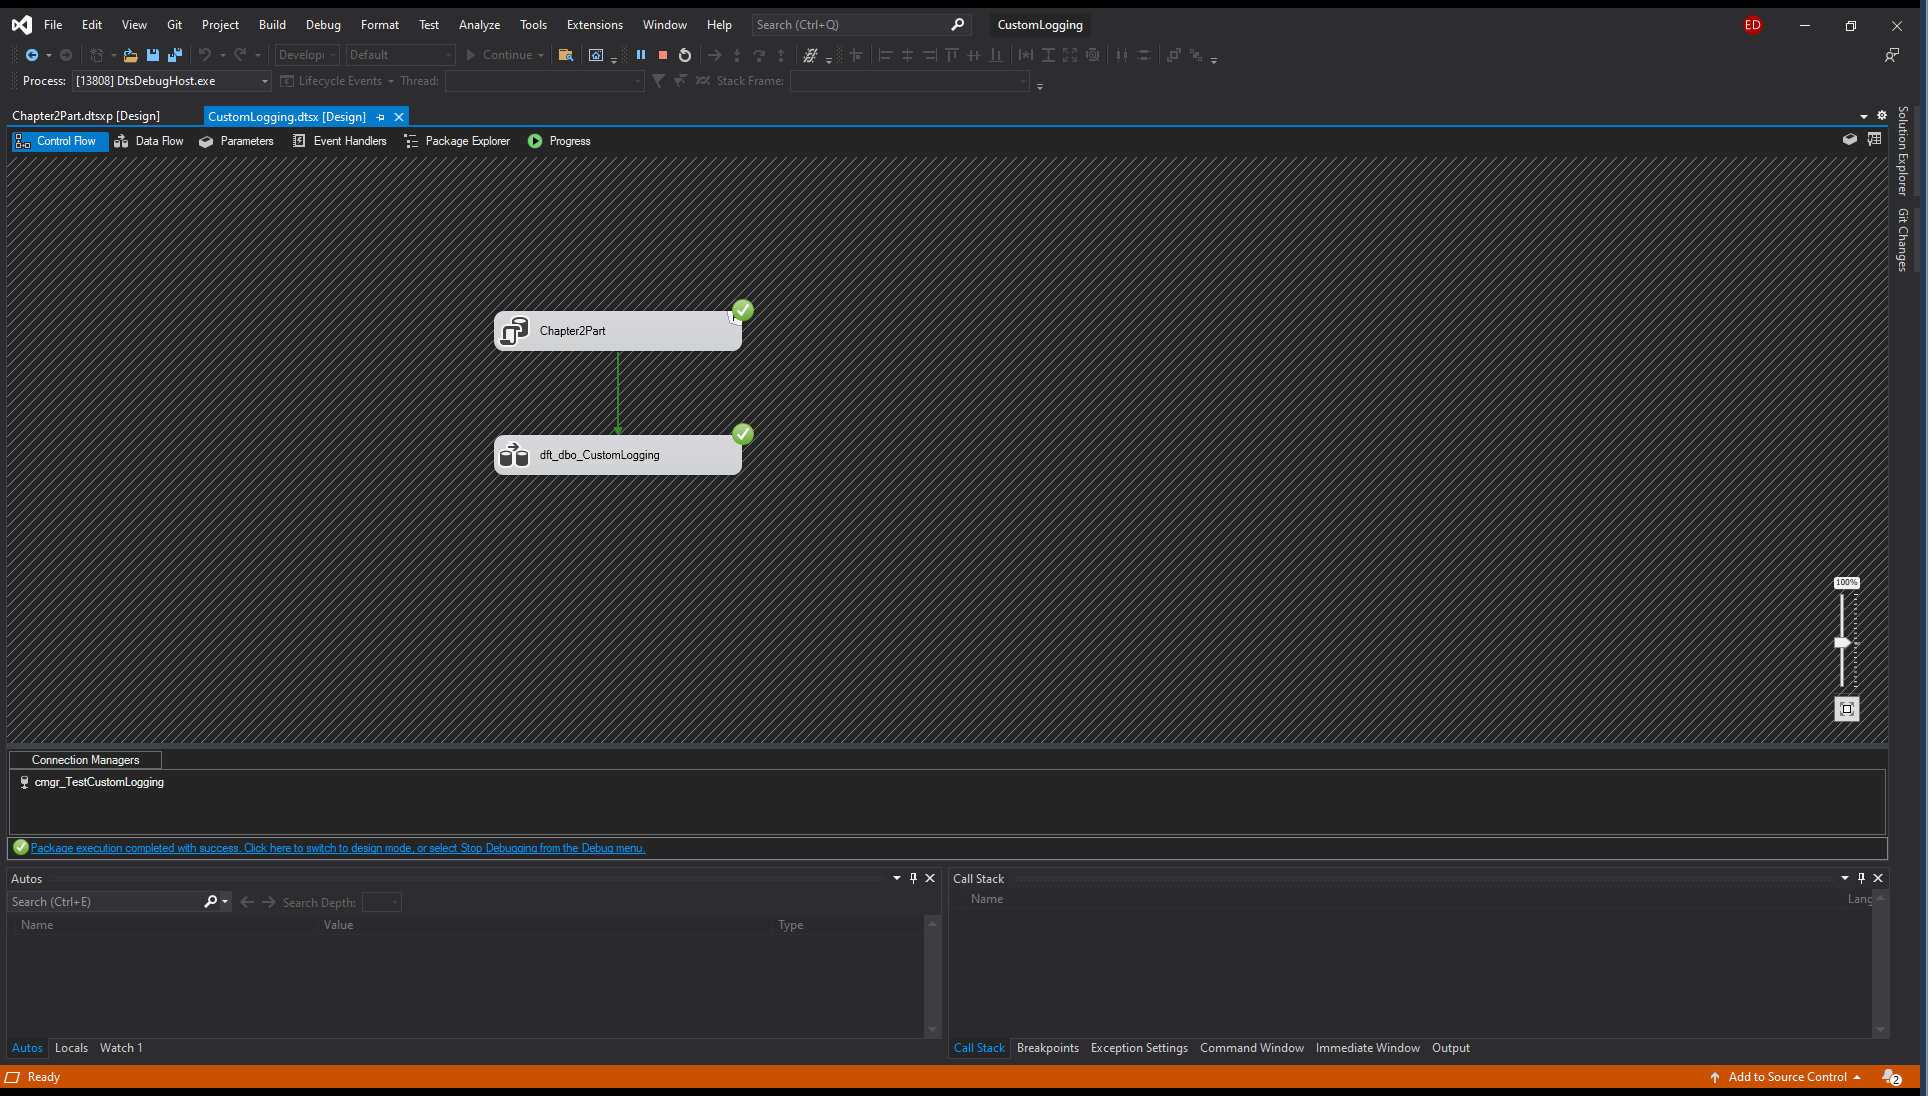 File Edit View Git Project Build Debug Format Test Analyze Tools Extensions Window Help Search (Ctrl+Q) CustomLogging ED
Develop Default Continue
Process: [13808] DtsDebugHost.exe Lifecycle Events Thread: Stack Frame:
Chapter2Part.dtsxp [Design] CustomLogging.dtsx [Design]
Control Flow Data Flow Parameters Event Handlers Package Explorer Progress
Solution Explorer
Git Changes
Chapter2Part
dft_dbo_CustomLogging
100%
Connection Managers
cmgr_TestCustomLogging
Package execution completed with success. Click here to switch to design mode, or select Stop Debugging from the Debug menu.
Autos
Search (Ctrl+E) Search Depth:
Name Value Type
Autos Locals Watch 1
Call Stack
Name Lang
Call Stack Breakpoints Exception Settings Command Window Immediate Window Output
Ready Add to Source Control 2